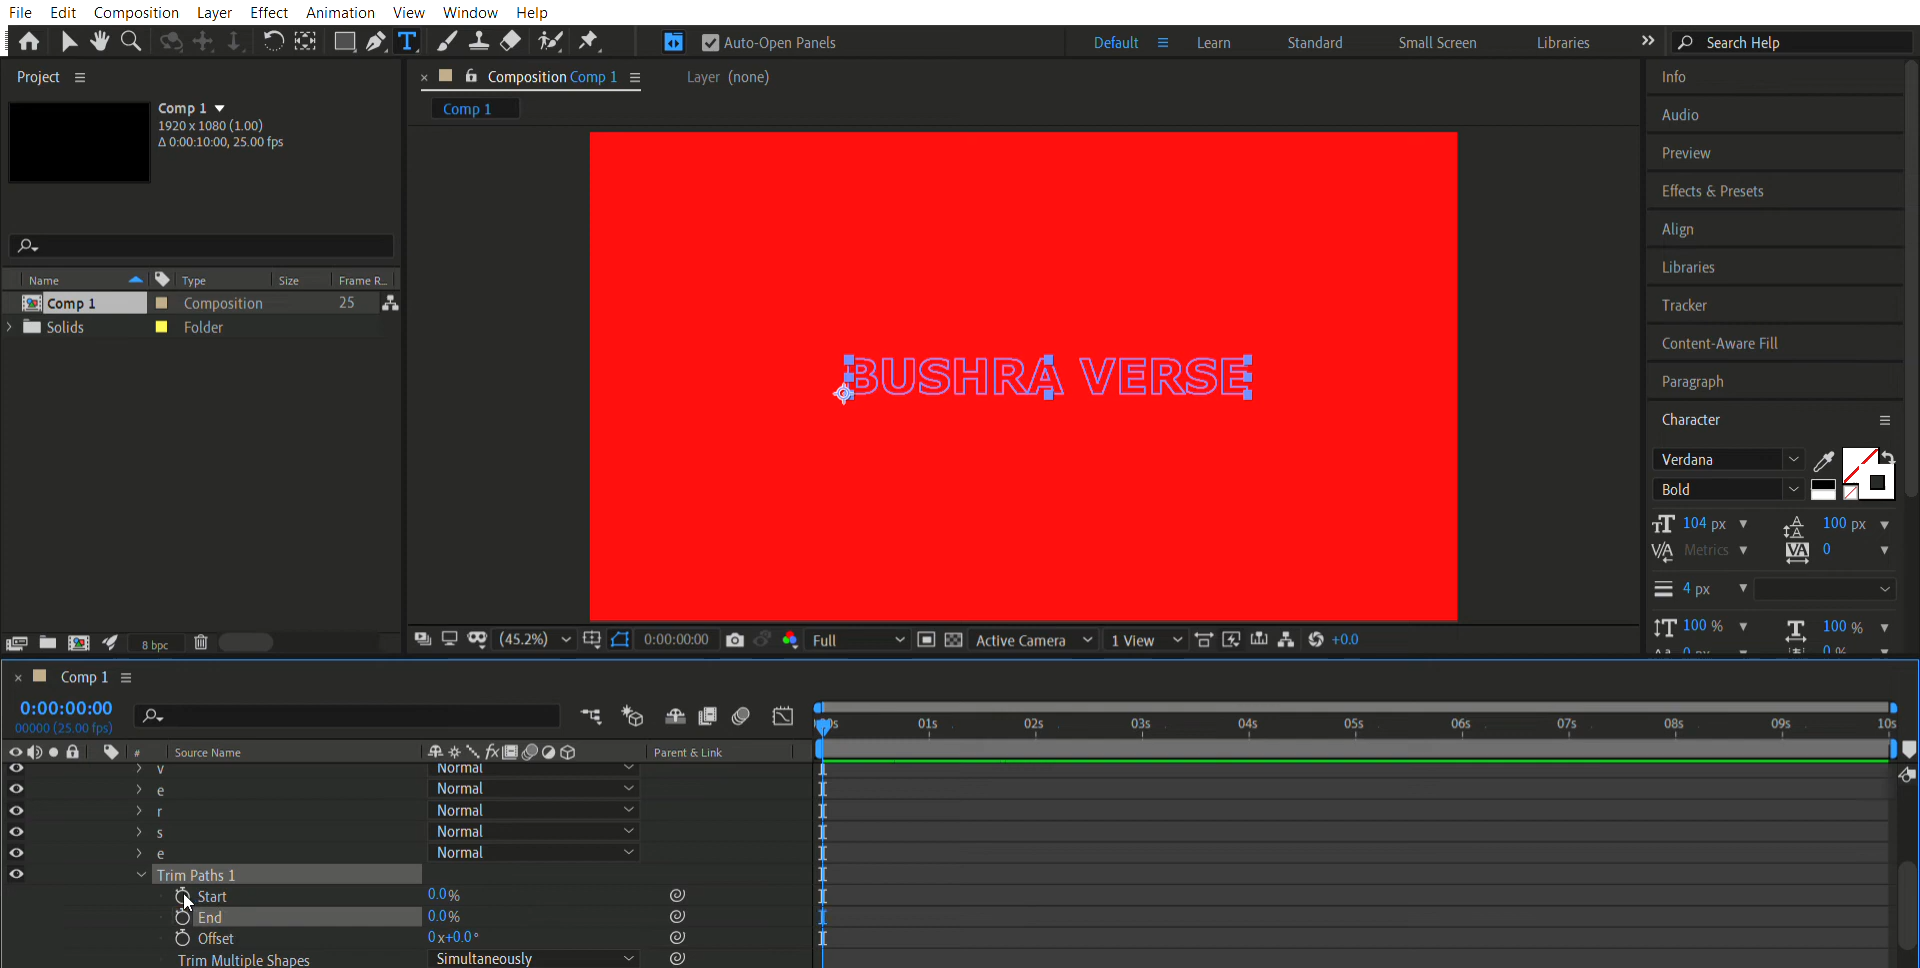 File Edit Composition Layer Effect Animation View Window Help
Auto-Open Panels Default Learn Standard Small Screen Libraries Search Help
Project
Composition Comp 1 Layer (none)
Comp 1
Comp 1
1920 x 1080 (1.00)
Δ 0:00:10:00, 25.00 fps
Name Type Size Frame R...
Comp 1 Composition 25
Solids Folder
8 bpc
BUSHRA VERSE
(45.2%) 0:00:00:00 Full Active Camera 1 View +0.0
Info
Audio
Preview
Effects & Presets
Align
Libraries
Tracker
Content-Aware Fill
Paragraph
Character
Verdana
Bold
104 px 100 px
Metrics 0
4 px
100 % 100 %
0 px 0 %
Comp 1
0:00:00:00
00000 (25.00 fps)
01s 02s 03s 04s 05s 06s 07s 08s 09s 10s
# Source Name Parent & Link
v Normal
e Normal
r Normal
s Normal
e Normal
Trim Paths 1
Start 0.0%
End 0.0%
Offset 0x+0.0°
Trim Multiple Shapes Simultaneously